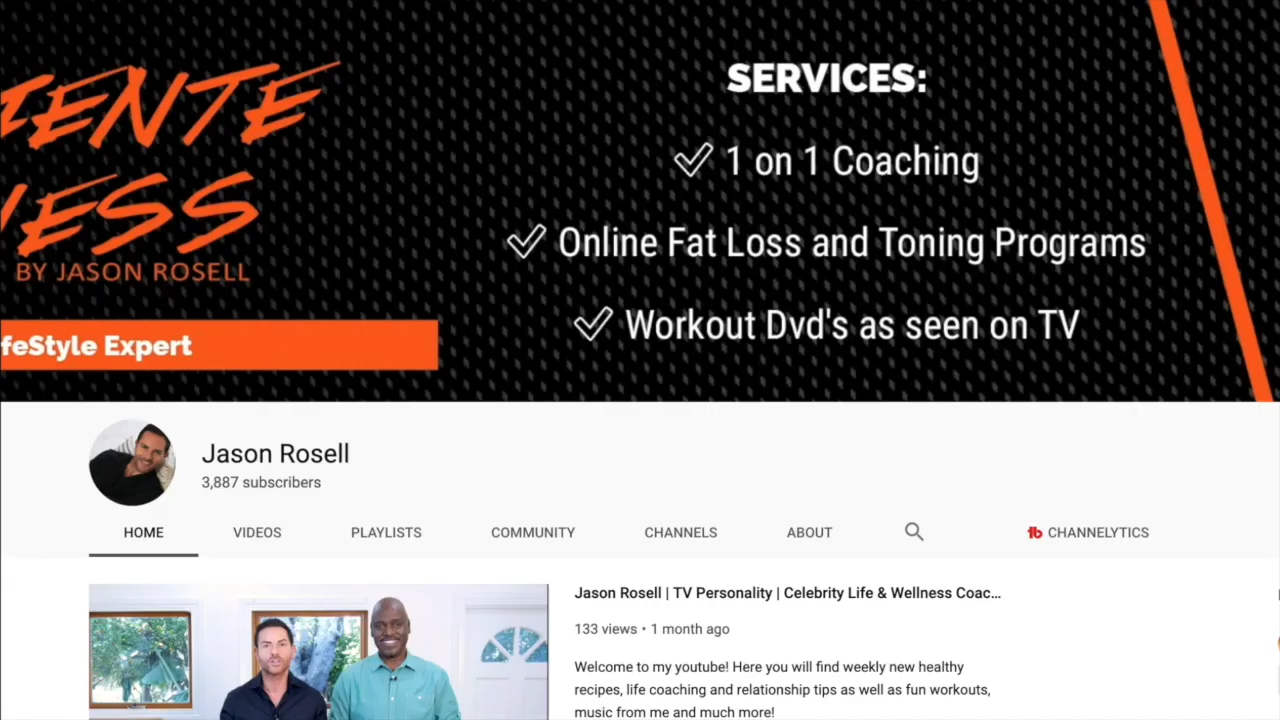 IENTE
NESS
BY JASON ROSELL
feStyle Expert
SERVICES:
1 on 1 Coaching
Online Fat Loss and Toning Programs
Workout Dvd's as seen on TV
Jason Rosell
3,887 subscribers
HOME VIDEOS PLAYLISTS COMMUNITY CHANNELS ABOUT tb CHANNELYTICS
Jason Rosell | TV Personality | Celebrity Life & Wellness Coac...
133 views • 1 month ago
Welcome to my youtube! Here you will find weekly new healthy
recipes, life coaching and relationship tips as well as fun workouts,
music from me and much more!